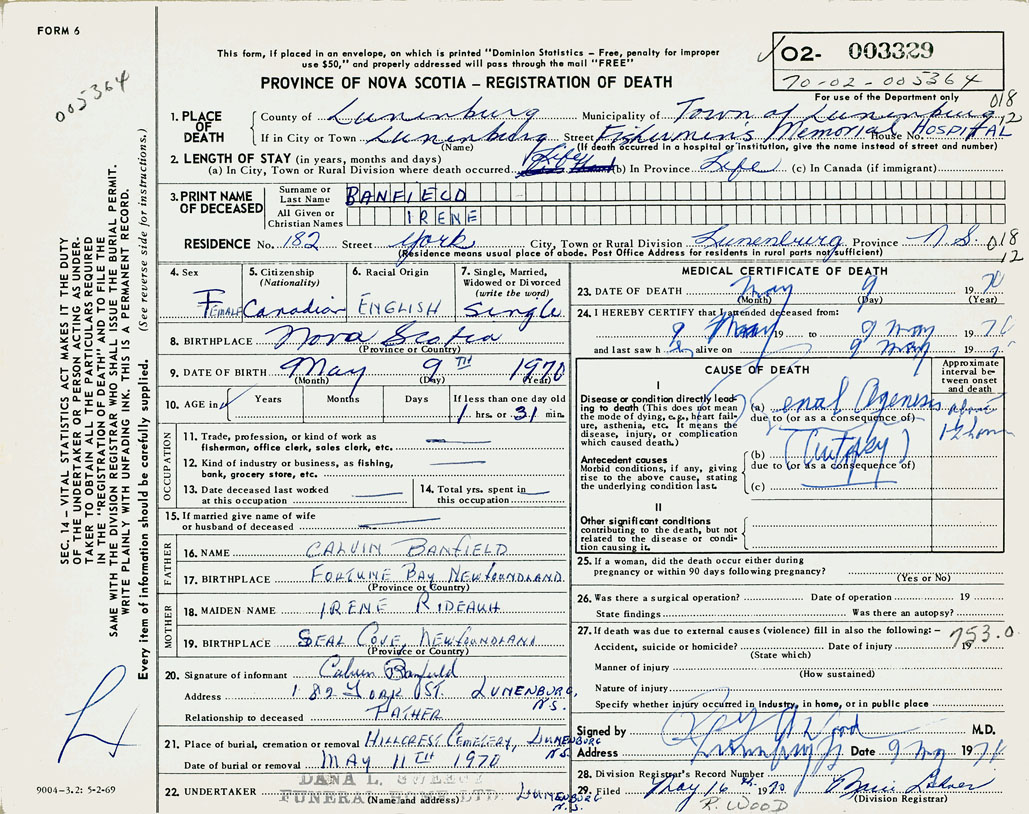 FORM 6
This form, if placed in an envelope, on which is printed "Dominion Statistics – Free, penalty for improper
use $50," and properly addressed will pass through the mail "FREE"
✓ 02- 003329
70-02-005364
005364
PROVINCE OF NOVA SCOTIA – REGISTRATION OF DEATH
For use of the Department only
018
12
1. PLACE OF DEATH { County of Lunenburg Municipality of Town of Lunenburg
If in City or Town Lunenburg Street Fishermen's Memorial House No. HOSPITAL
(Name) (If death occurred in a hospital or institution, give the name instead of street and number)
2. LENGTH OF STAY (in years, months and days)
(a) In City, Town or Rural Division where death occurred Life (b) In Province Life (c) In Canada (if immigrant)
3. PRINT NAME OF DECEASED { Surname or Last Name BANFIELD
All Given or Christian Names IRENE
RESIDENCE No. 182 Street York City, Town or Rural Division Lunenburg Province N.S. 018
12
(Residence means usual place of abode. Post Office Address for residents in rural parts not sufficient)
4. Sex Female
5. Citizenship (Nationality) Canadian
6. Racial Origin ENGLISH
7. Single, Married, Widowed or Divorced (write the word) Single
8. BIRTHPLACE Nova Scotia
(Province or Country)
9. DATE OF BIRTH May 9TH 1970
(Month) (Day) (Year)
10. AGE in Years Months Days If less than one day old
1 hrs. or 31 min.
OCCUPATION
11. Trade, profession, or kind of work as
fisherman, office clerk, sales clerk, etc.
12. Kind of industry or business, as fishing,
bank, grocery store, etc.
13. Date deceased last worked
at this occupation
14. Total yrs. spent in
this occupation
15. If married give name of wife
or husband of deceased
FATHER
16. NAME CALVIN BANFIELD
17. BIRTHPLACE FORTUNE BAY NEWFOUNDLAND
(Province or Country)
MOTHER
18. MAIDEN NAME IRENE RIDEAUH
19. BIRTHPLACE SEAL COVE, NEWFOUNDLAND
(Province or Country)
20. Signature of informant Calvin Banfield
Address 182 YORK ST. LUNENBURG, N.S.
Relationship to deceased FATHER
21. Place of burial, cremation or removal HILLCREST CEMETERY, LUNENBURG N.S.
Date of burial or removal MAY 11TH 1970
22. UNDERTAKER DANA L. SWEENY
FUNERAL HOME LTD. LUNENBURG N.S.
(Name and address)
MEDICAL CERTIFICATE OF DEATH
23. DATE OF DEATH May 9 1970
(Month) (Day) (Year)
24. I HEREBY CERTIFY that I attended deceased from:
9 May 19 to 9 May 1970
and last saw h er alive on 9 May 19
CAUSE OF DEATH
Approximate interval between onset and death
I
Disease or condition directly leading to death (This does not mean the mode of dying, e.g., heart failure, asthenia, etc. It means the disease, injury, or complication which caused death.)
(a) Renal Agenesis
due to (or as a consequence of)
(Autopsy)
Antecedent causes
Morbid conditions, if any, giving rise to the above cause, stating the underlying condition last.
(b)
due to (or as a consequence of)
(c)
II
Other significant conditions
contributing to the death, but not related to the disease or condition causing it.
25. If a woman, did the death occur either during
pregnancy or within 90 days following pregnancy?
(Yes or No)
26. Was there a surgical operation? Date of operation 19
State findings Was there an autopsy?
27. If death was due to external causes (violence) fill in also the following:– 753.0
Accident, suicide or homicide? Date of injury 19
(State which)
Manner of injury
(How sustained)
Nature of injury
Specify whether injury occurred in industry, in home, or in public place
Signed by Wood M.D.
Address Lunenburg Date 9 May 1970
28. Division Registrar's Record Number
29. Filed May 16th 1970
(Division Registrar)
R. WOOD
SEC. 14 – VITAL STATISTICS ACT MAKES IT THE DUTY
OF THE UNDERTAKER OR PERSON ACTING AS UNDER-
TAKER TO OBTAIN ALL THE PARTICULARS REQUIRED
IN THE "REGISTRATION OF DEATH" AND TO FILE THE
SAME WITH THE DIVISION REGISTRAR WHO SHALL ISSUE THE BURIAL PERMIT.
WRITE PLAINLY WITH UNFADING INK. THIS IS A PERMANENT RECORD.
Every item of information should be carefully supplied. (See reverse side for instructions.)
9004–3.2: 5-2-69